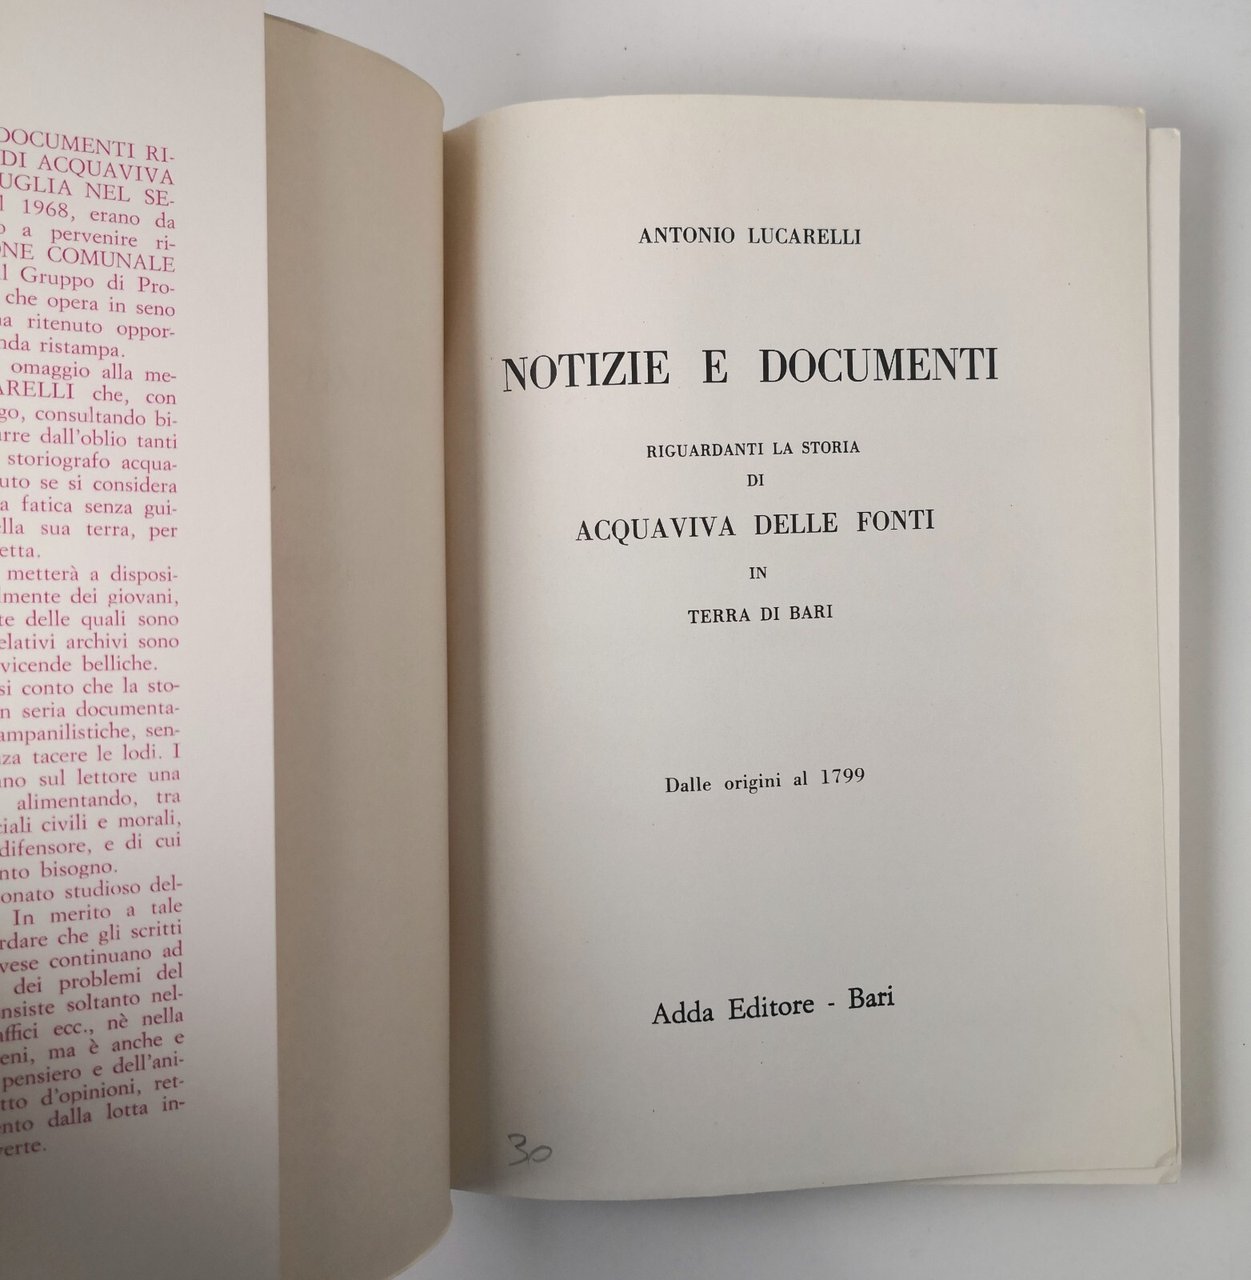 DOCUMENTI RI-
DI ACQUAVIVA
UGLIA NEL SE-
l 1968, erano da
o a pervenire ri-
ONE COMUNALE
l Gruppo di Pro-
che opera in seno
a ritenuto oppor-
nda ristampa.
omaggio alla me-
ARELLI che, con
go, consultando bi-
rre dall'oblio tanti
storiografo acqua-
uto se si considera
a fatica senza gui-
lla sua terra, per
etta.
metterà a disposi-
lmente dei giovani,
te delle quali sono
elativi archivi sono
vicende belliche.
si conto che la sto-
n seria documenta-
ampanilistiche, sen-
za tacere le lodi. I
no sul lettore una
alimentando, tra
ciali civili e morali,
difensore, e di cui
nto bisogno.
onato studioso del-
In merito a tale
rdare che gli scritti
vese continuano ad
dei problemi del
nsiste soltanto nel-
affici ecc., nè nella
eni, ma è anche e
pensiero e dell'ani-
tto d'opinioni, ret-
nto dalla lotta in-
verte.
ANTONIO LUCARELLI
NOTIZIE E DOCUMENTI
RIGUARDANTI LA STORIA
DI
ACQUAVIVA DELLE FONTI
IN
TERRA DI BARI
Dalle origini al 1799
Adda Editore - Bari
30